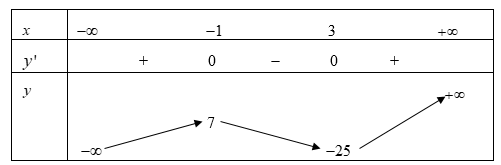 x −∞ −1 3 +∞
y' + 0 − 0 +
y +∞
7
−∞ −25